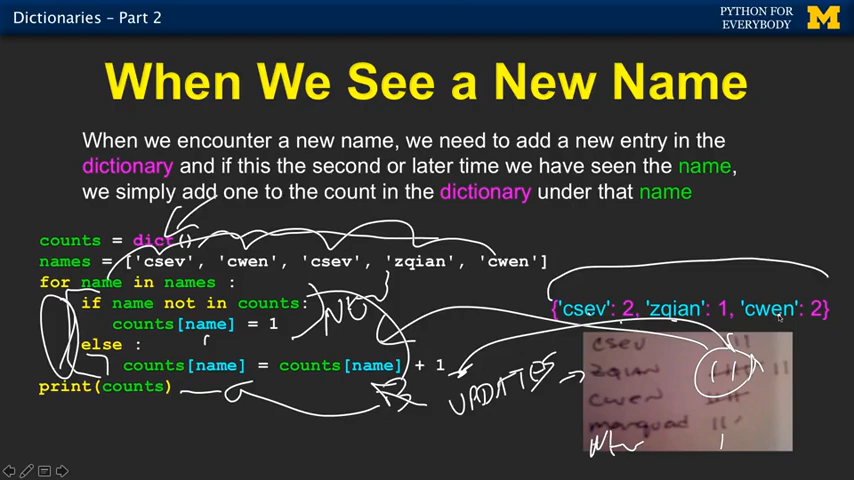 Dictionaries – Part 2
PYTHON FOR
EVERYBODY
M
When We See a New Name
When we encounter a new name, we need to add a new entry in the
dictionary and if this the second or later time we have seen the name,
we simply add one to the count in the dictionary under that name
counts = dict()
names = ['csev', 'cwen', 'csev', 'zqian', 'cwen']
for name in names :
if name not in counts:
counts[name] = 1
else :
counts[name] = counts[name] + 1
print(counts)
NEW
{'csev': 2, 'zqian': 1, 'cwen': 2}
UPDATES
csev
zqian
cwen
marquad